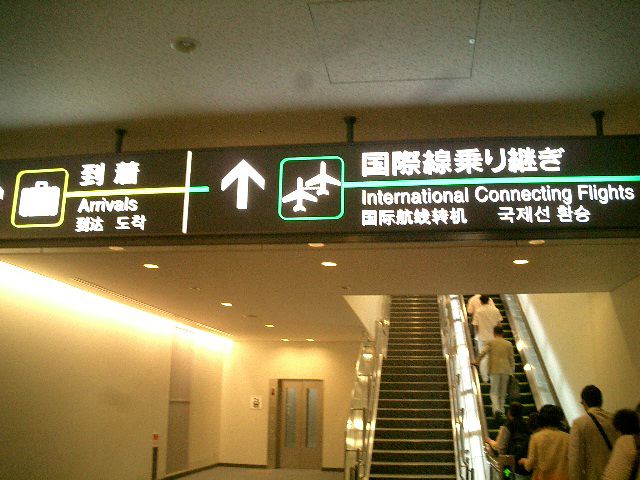 到着
Arrivals
到达 도착
国際線乗り継ぎ
International Connecting Flights
国际航线转机 국제선 환승